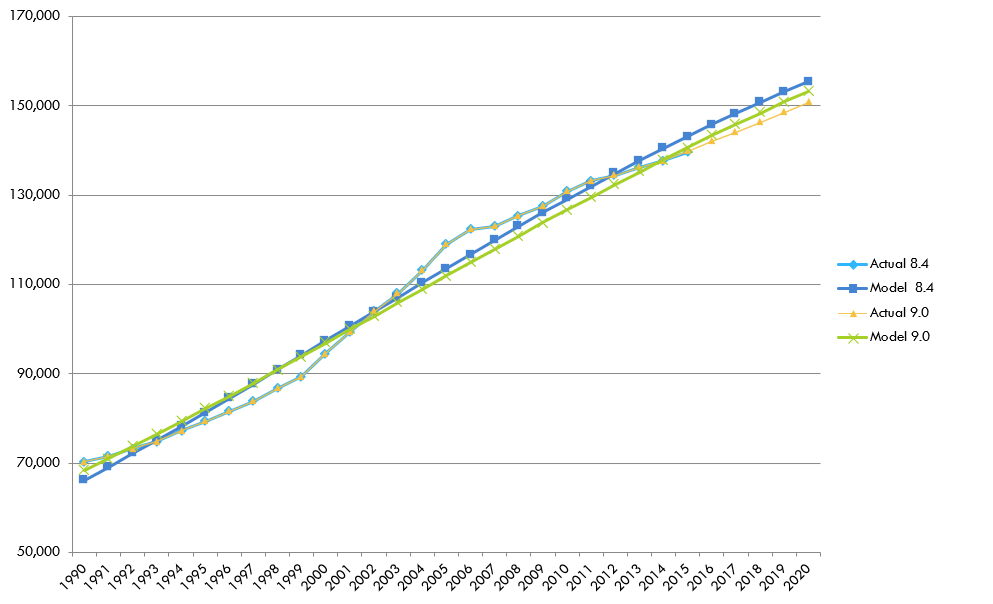 170,000
150,000
130,000
110,000
90,000
70,000
50,000
1990 1991 1992 1993 1994 1995 1996 1997 1998 1999 2000 2001 2002 2003 2004 2005 2006 2007 2008 2009 2010 2011 2012 2013 2014 2015 2016 2017 2018 2019 2020
Actual 8.4
Model 8.4
Actual 9.0
Model 9.0